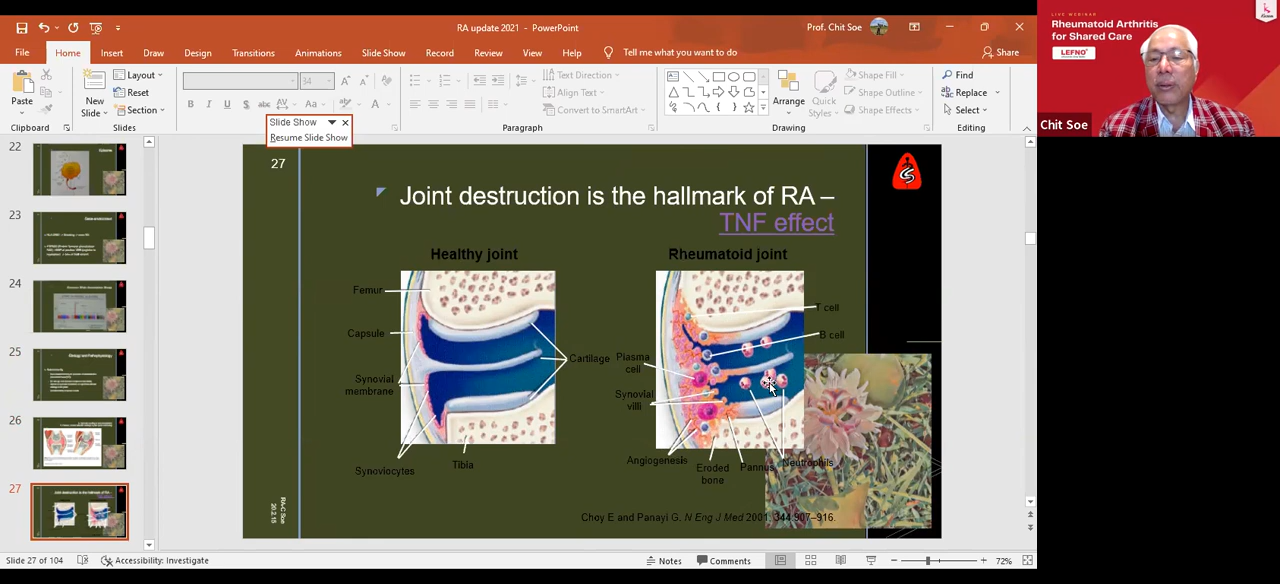 RA update 2021 - PowerPoint
Prof. Chit Soe
File Home Insert Draw Design Transitions Animations Slide Show Record Review View Help Tell me what you want to do
Share
Paste
Clipboard
New Slide
Layout
Reset
Section
Slides
34
B I U S abc AV Aa A
Paragraph
Text Direction
Align Text
Convert to SmartArt
Arrange
Quick Styles
Shape Fill
Shape Outline
Shape Effects
Drawing
Find
Replace
Select
Editing
Slide Show
Resume Slide Show
22
23
24
25
26
27
27
Joint destruction is the hallmark of RA –
TNF effect
Healthy joint
Femur
Capsule
Synovial membrane
Synoviocytes
Tibia
Cartilage
Rheumatoid joint
T cell
B cell
Plasma cell
Synovial villi
Angiogenesis
Eroded bone
Pannus
Neutrophils
Choy E and Panayi G. N Eng J Med 2001. 344:907–916.
Slide 27 of 104
Accessibility: Investigate
Notes
Comments
72%
LIVE WEBINAR
Rheumatoid Arthritis
for Shared Care
LEFNO
Chit Soe